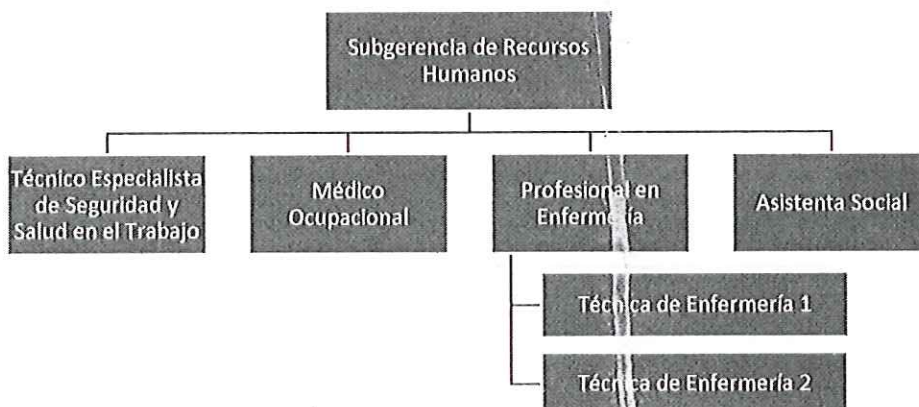 Subgerencia de Recursos
Humanos
Técnico Especialista
de Seguridad y
Salud en el Trabajo
Médico
Ocupacional
Profesional en
Enfermería
Asistenta Social
Técnica de Enfermería 1
Técnica de Enfermería 2